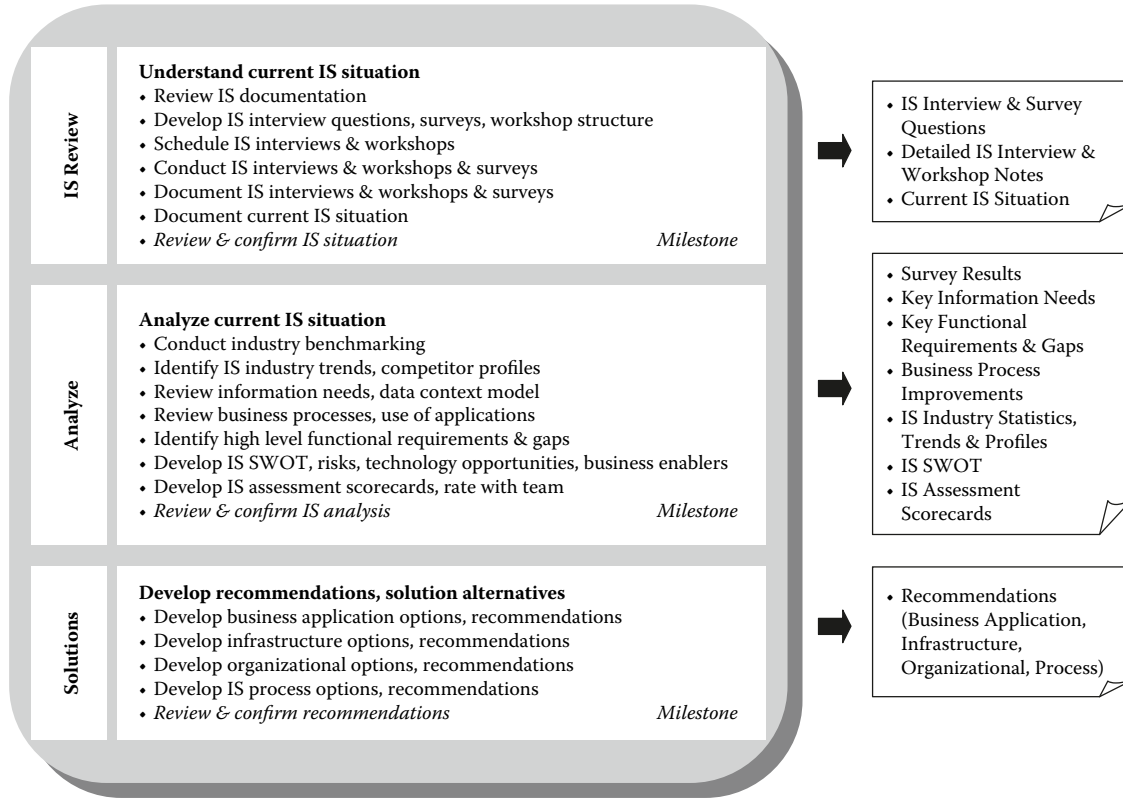 IS Review
Understand current IS situation
• Review IS documentation
• Develop IS interview questions, surveys, workshop structure
• Schedule IS interviews & workshops
• Conduct IS interviews & workshops & surveys
• Document IS interviews & workshops & surveys
• Document current IS situation
• Review & confirm IS situation Milestone
• IS Interview & Survey
Questions
• Detailed IS Interview &
Workshop Notes
• Current IS Situation
Analyze
Analyze current IS situation
• Conduct industry benchmarking
• Identify IS industry trends, competitor profiles
• Review information needs, data context model
• Review business processes, use of applications
• Identify high level functional requirements & gaps
• Develop IS SWOT, risks, technology opportunities, business enablers
• Develop IS assessment scorecards, rate with team
• Review & confirm IS analysis Milestone
• Survey Results
• Key Information Needs
• Key Functional
Requirements & Gaps
• Business Process
Improvements
• IS Industry Statistics,
Trends & Profiles
• IS SWOT
• IS Assessment
Scorecards
Solutions
Develop recommendations, solution alternatives
• Develop business application options, recommendations
• Develop infrastructure options, recommendations
• Develop organizational options, recommendations
• Develop IS process options, recommendations
• Review & confirm recommendations Milestone
• Recommendations
(Business Application,
Infrastructure,
Organizational, Process)